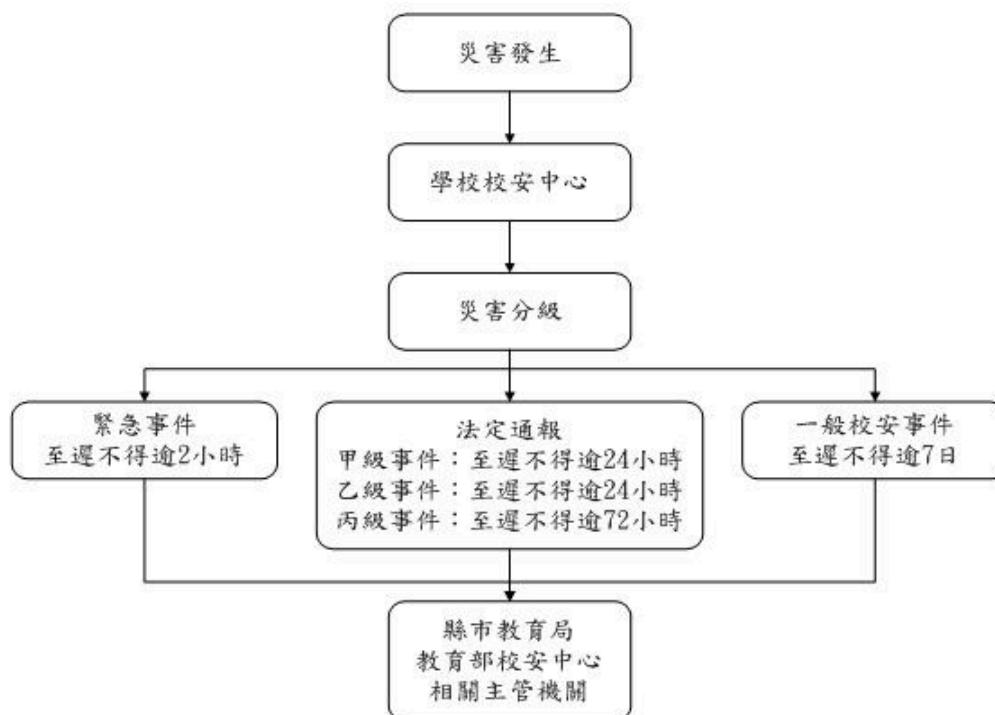 災害發生
學校校安中心
災害分級
緊急事件
至遲不得逾2小時
法定通報
甲級事件：至遲不得逾24小時
乙級事件：至遲不得逾24小時
丙級事件：至遲不得逾72小時
一般校安事件
至遲不得逾7日
縣市教育局
教育部校安中心
相關主管機關